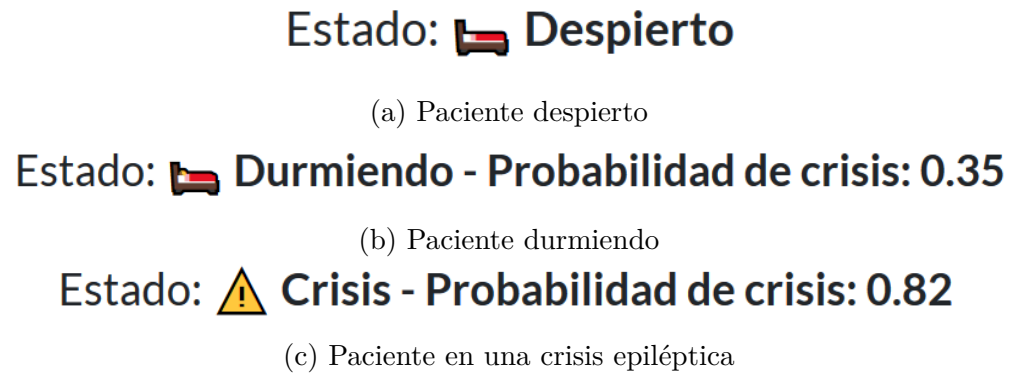 Estado: Despierto
(a) Paciente despierto
Estado: Durmiendo - Probabilidad de crisis: 0.35
(b) Paciente durmiendo
Estado: Crisis - Probabilidad de crisis: 0.82
(c) Paciente en una crisis epiléptica